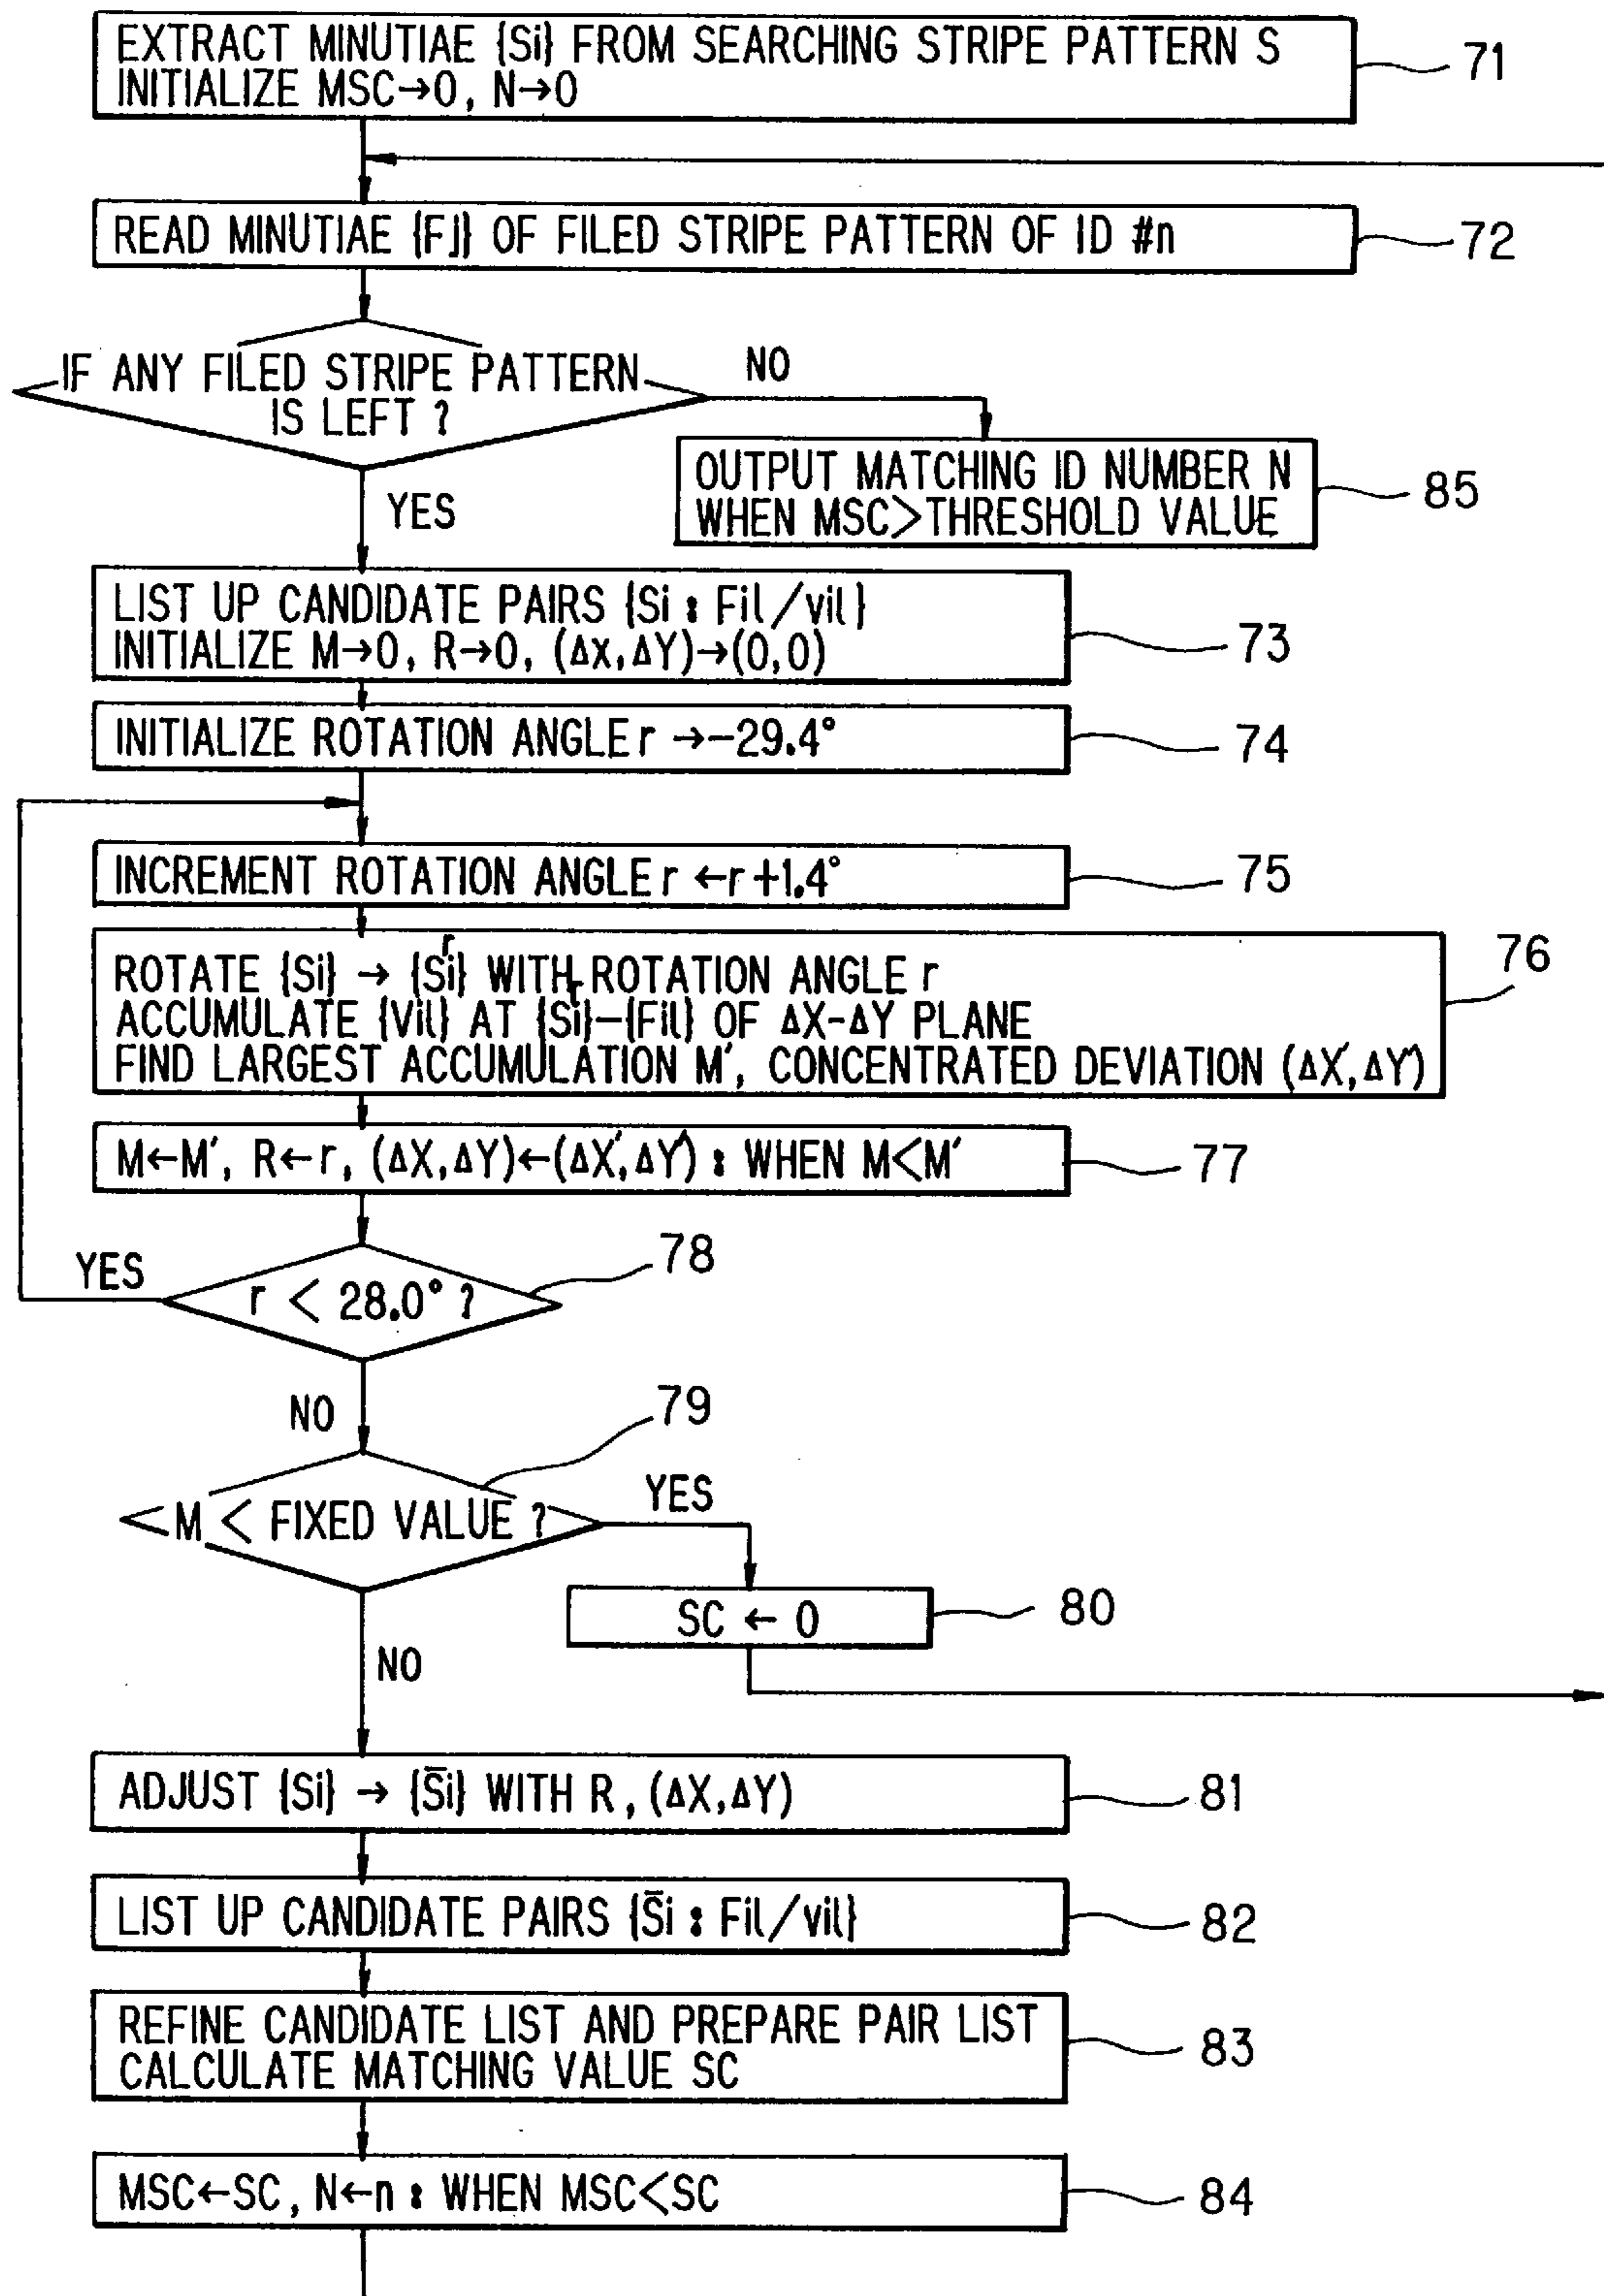 EXTRACT MINUTIAE {Si} FROM SEARCHING STRIPE PATTERN S
INITIALIZE MSC→0, N→0
71
READ MINUTIAE {Fj} OF FILED STRIPE PATTERN OF ID #n
72
IF ANY FILED STRIPE PATTERN
IS LEFT ?
NO
YES
OUTPUT MATCHING ID NUMBER N
WHEN MSC>THRESHOLD VALUE
85
LIST UP CANDIDATE PAIRS {Si : Fil/vil}
INITIALIZE M→0, R→0, (ΔX,ΔY)→(0,0)
73
INITIALIZE ROTATION ANGLE r →-29.4°
74
INCREMENT ROTATION ANGLE r ←r+1.4°
75
ROTATE {Si} → {Sʳi} WITH ROTATION ANGLE r
ACCUMULATE {Vil} AT {Sʳi}-{Fil} OF ΔX-ΔY PLANE
FIND LARGEST ACCUMULATION M', CONCENTRATED DEVIATION (ΔX',ΔY')
76
M←M', R←r, (ΔX,ΔY)←(ΔX',ΔY') : WHEN M<M'
77
YES
r < 28.0° ?
78
NO
79
M < FIXED VALUE ?
YES
SC ← 0
80
NO
ADJUST {Si} → {S̄i} WITH R, (ΔX,ΔY)
81
LIST UP CANDIDATE PAIRS {S̄i : Fil/vil}
82
REFINE CANDIDATE LIST AND PREPARE PAIR LIST
CALCULATE MATCHING VALUE SC
83
MSC←SC, N←n : WHEN MSC<SC
84